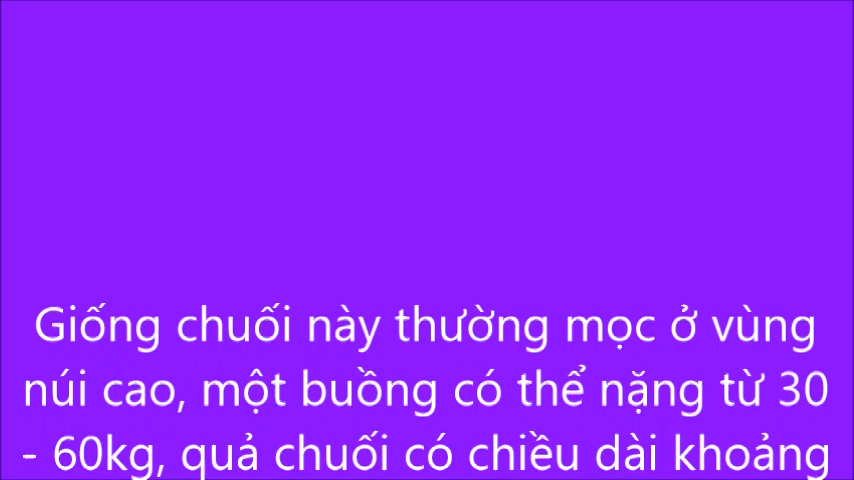 Giống chuối này thường mọc ở vùng
núi cao, một buồng có thể nặng từ 30
- 60kg, quả chuối có chiều dài khoảng